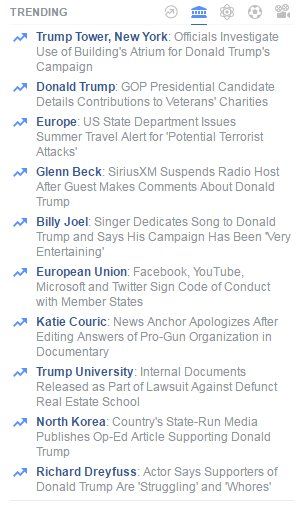 TRENDING
Trump Tower, New York: Officials Investigate
Use of Building's Atrium for Donald Trump's
Campaign
Donald Trump: GOP Presidential Candidate
Details Contributions to Veterans' Charities
Europe: US State Department Issues
Summer Travel Alert for 'Potential Terrorist
Attacks'
Glenn Beck: SiriusXM Suspends Radio Host
After Guest Makes Comments About Donald
Trump
Billy Joel: Singer Dedicates Song to Donald
Trump and Says His Campaign Has Been 'Very
Entertaining'
European Union: Facebook, YouTube,
Microsoft and Twitter Sign Code of Conduct
with Member States
Katie Couric: News Anchor Apologizes After
Editing Answers of Pro-Gun Organization in
Documentary
Trump University: Internal Documents
Released as Part of Lawsuit Against Defunct
Real Estate School
North Korea: Country's State-Run Media
Publishes Op-Ed Article Supporting Donald
Trump
Richard Dreyfuss: Actor Says Supporters of
Donald Trump Are 'Struggling' and 'Whores'